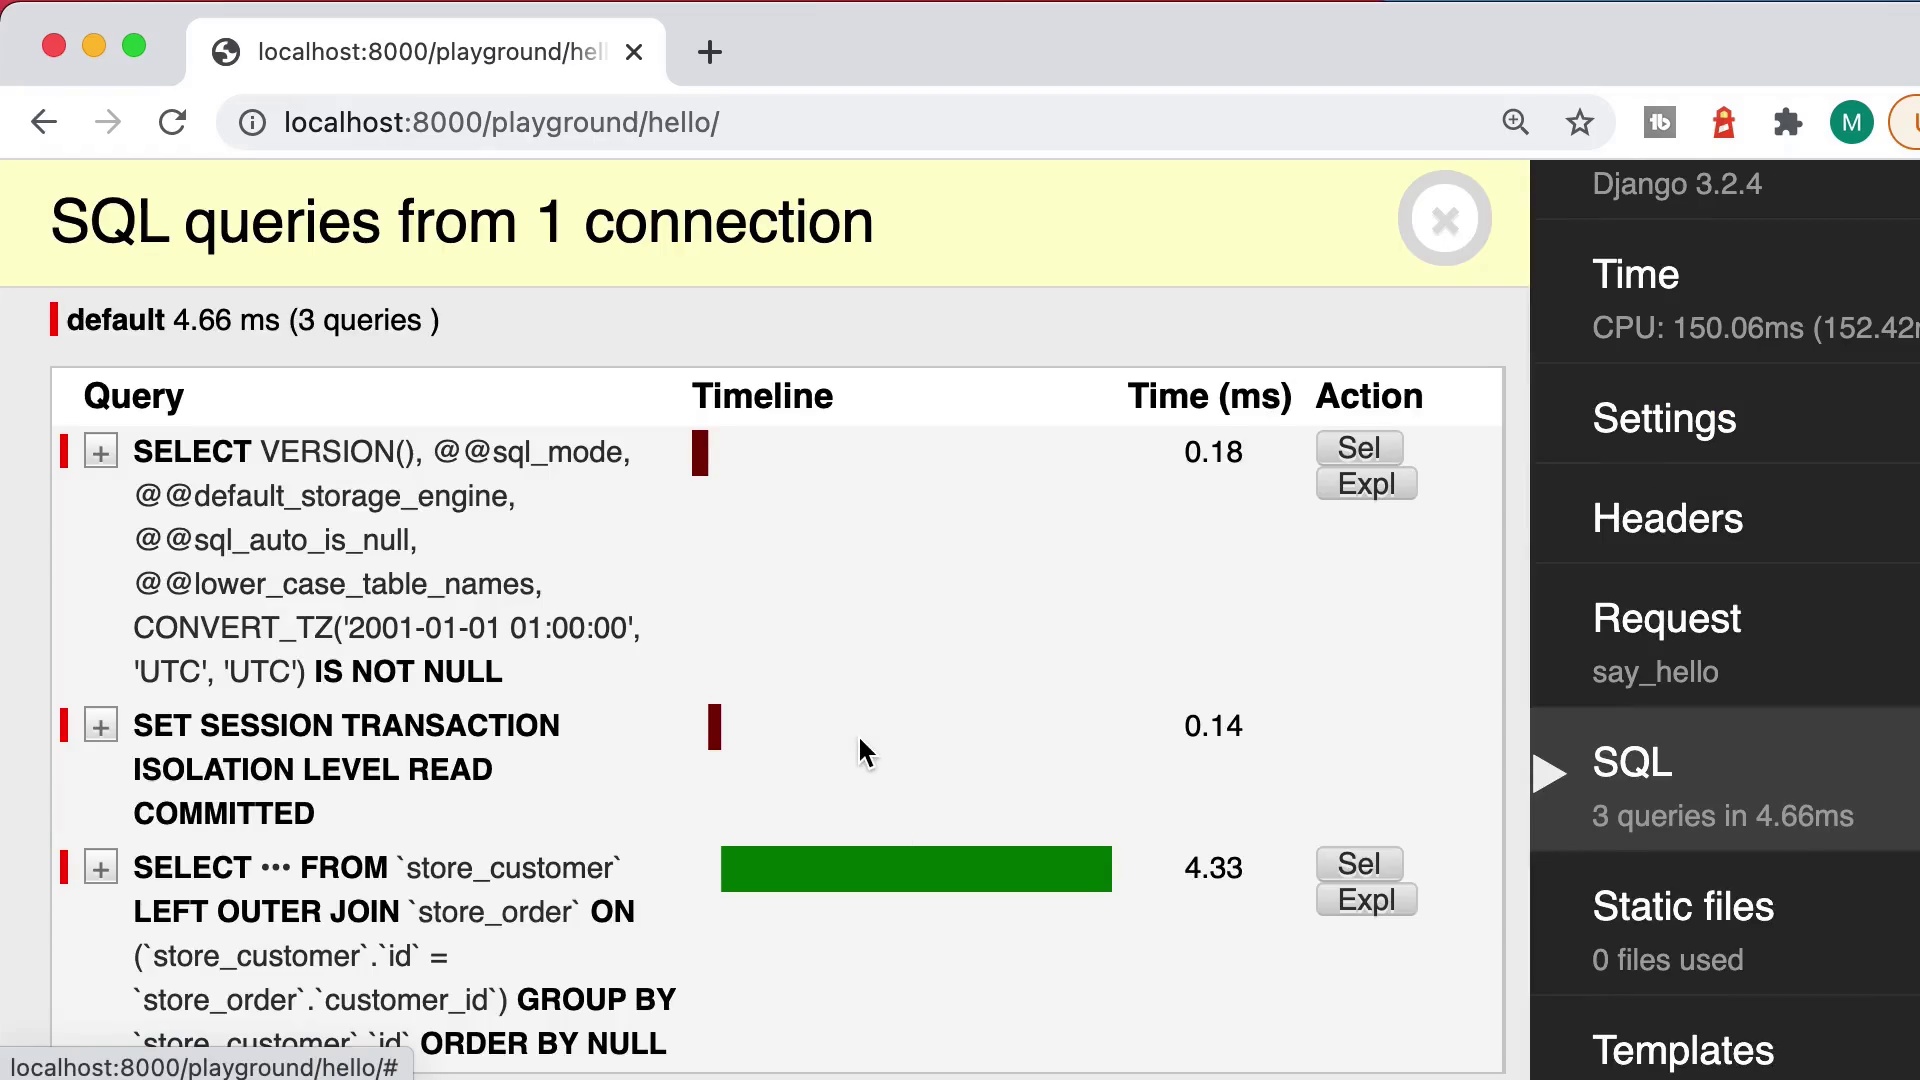 localhost:8000/playground/hell
localhost:8000/playground/hello/
M
SQL queries from 1 connection
default 4.66 ms (3 queries )
Query Timeline Time (ms) Action
SELECT VERSION(), @@sql_mode, 0.18 Sel
@@default_storage_engine, Expl
@@sql_auto_is_null,
@@lower_case_table_names,
CONVERT_TZ('2001-01-01 01:00:00',
'UTC', 'UTC') IS NOT NULL
SET SESSION TRANSACTION 0.14
ISOLATION LEVEL READ
COMMITTED
SELECT ••• FROM `store_customer` 4.33 Sel
LEFT OUTER JOIN `store_order` ON Expl
(`store_customer`.`id` =
`store_order`.`customer_id`) GROUP BY
`store_customer`.`id` ORDER BY NULL
localhost:8000/playground/hello/#
Django 3.2.4
Time
CPU: 150.06ms (152.42
Settings
Headers
Request
say_hello
SQL
3 queries in 4.66ms
Static files
0 files used
Templates